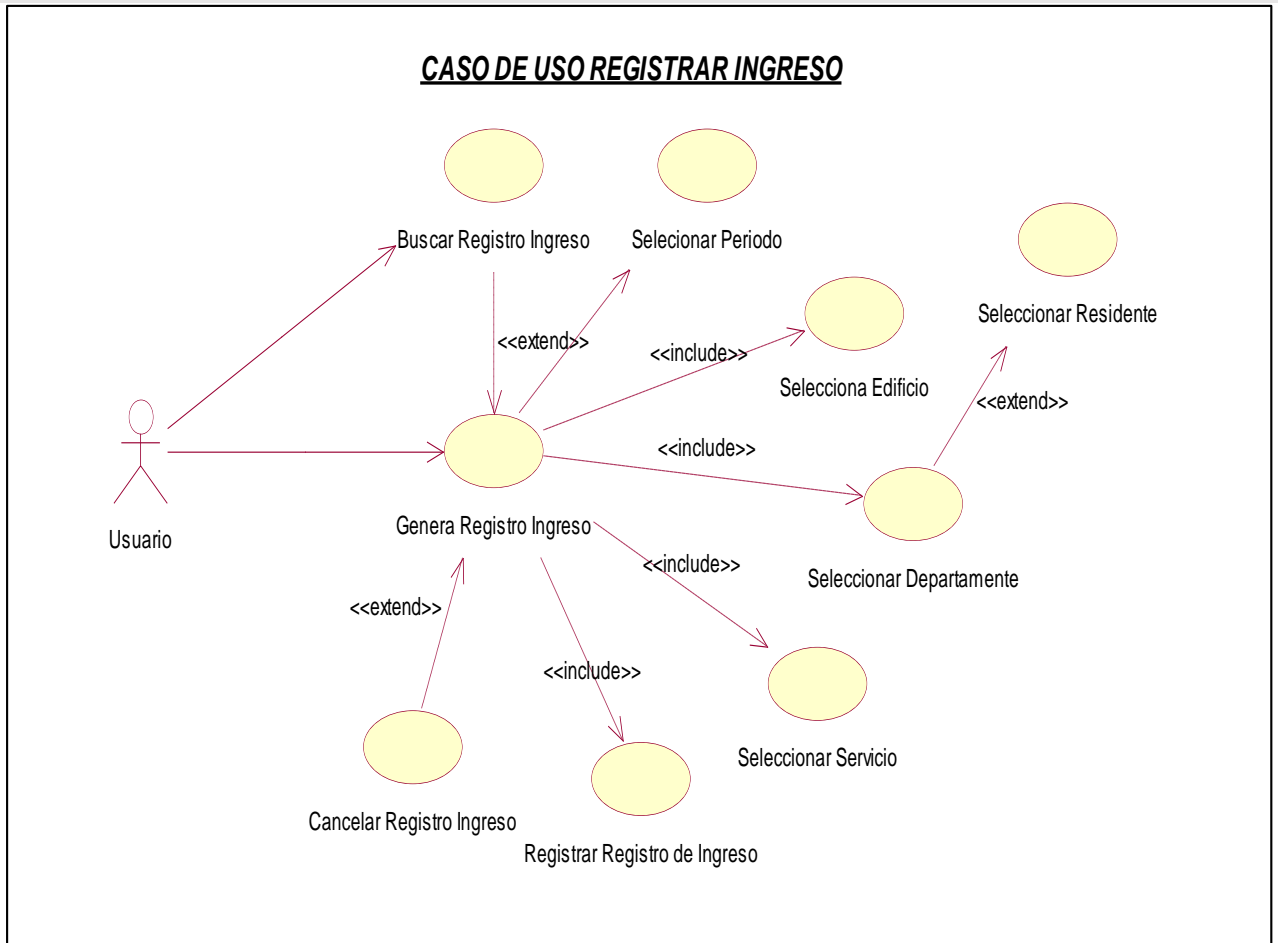 CASO DE USO REGISTRAR INGRESO
Buscar Registro Ingreso
Selecionar Periodo
Seleccionar Residente
<<extend>>
<<include>>
Selecciona Edificio
<<extend>>
<<include>>
Genera Registro Ingreso
Usuario
<<include>>
Seleccionar Departamente
<<extend>>
<<include>>
Seleccionar Servicio
Cancelar Registro Ingreso
Registrar Registro de Ingreso